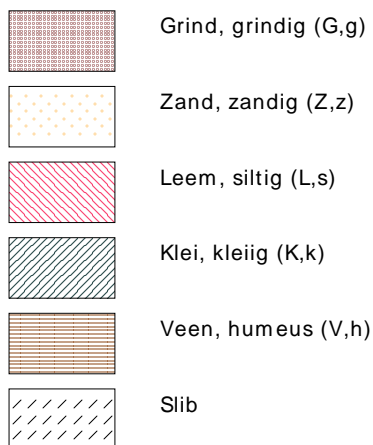 Grind, grindig (G,g)
Zand, zandig (Z,z)
Leem, siltig (L,s)
Klei, kleiig (K,k)
Veen, humeus (V,h)
Slib